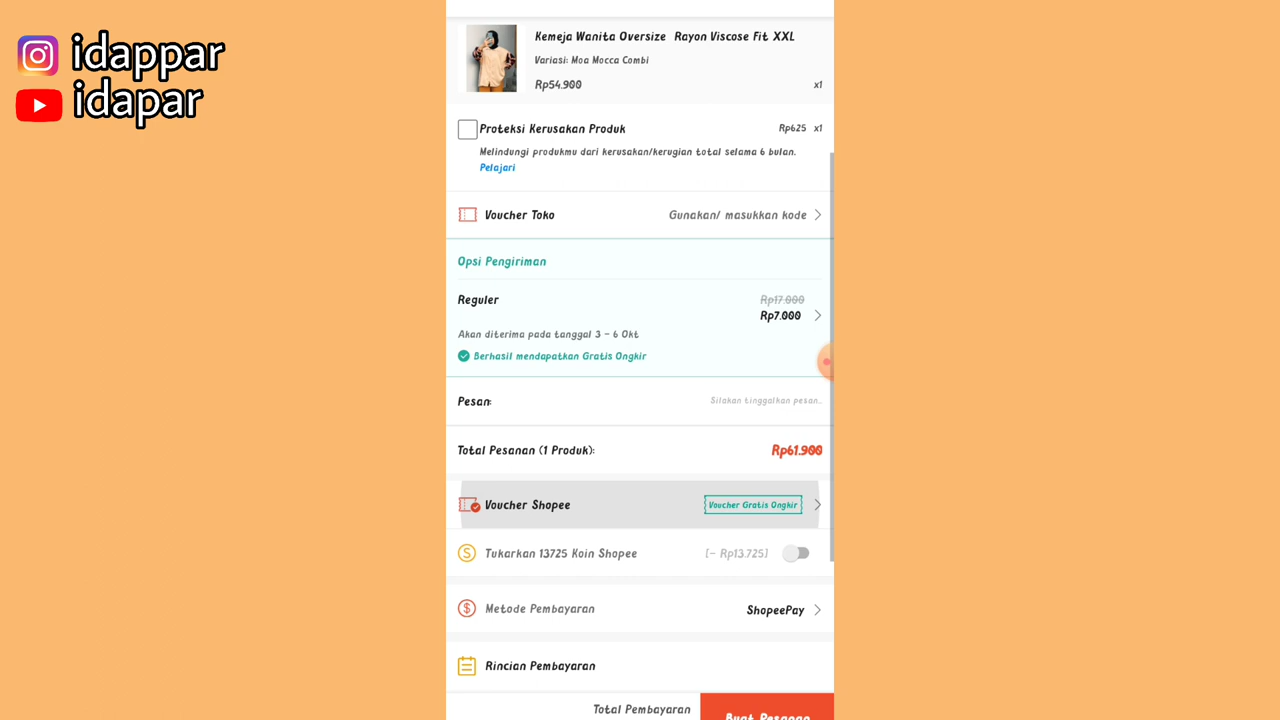 idappar
idapar
Kemeja Wanita Oversize Rayon Viscose Fit XXL
Variasi: Moa Mocca Combi
Rp54.900 x1
Proteksi Kerusakan Produk Rp625 x1
Melindungi produkmu dari kerusakan/kerugian total selama 6 bulan.
Pelajari
Voucher Toko Gunakan/ masukkan kode
Opsi Pengiriman
Reguler Rp17.000
Rp7.000
Akan diterima pada tanggal 3 - 6 Okt
Berhasil mendapatkan Gratis Ongkir
Pesan: Silakan tinggalkan pesan..
Total Pesanan (1 Produk): Rp61.900
Voucher Shopee Voucher Gratis Ongkir
Tukarkan 13725 Koin Shopee [- Rp13.725]
Metode Pembayaran ShopeePay
Rincian Pembayaran
Total Pembayaran
Buat Pesanan